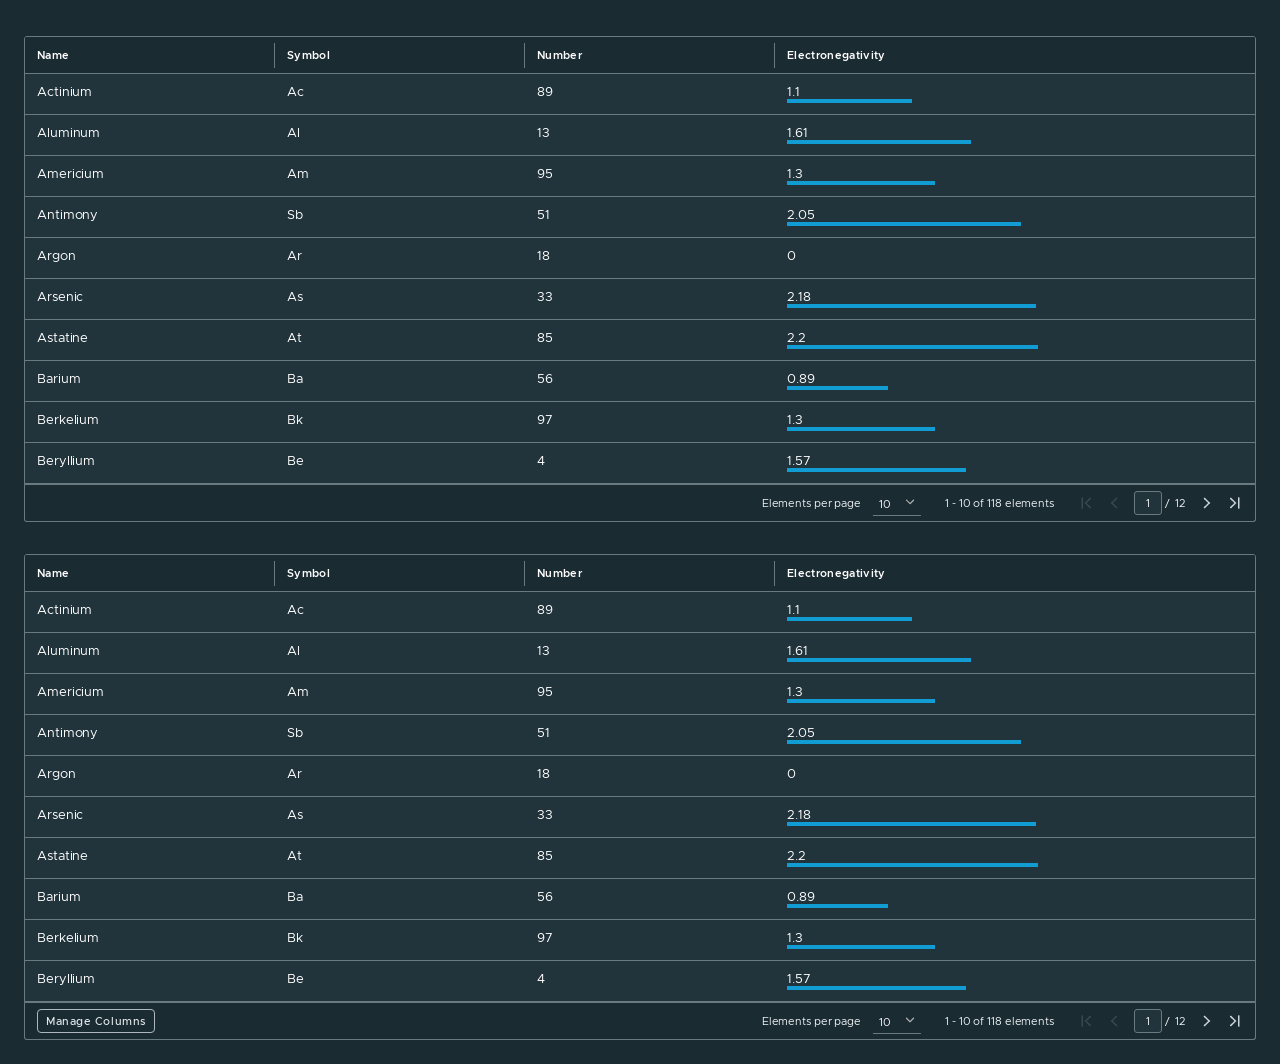 Name Symbol Number Electronegativity
Actinium Ac 89 1.1
Aluminum Al 13 1.61
Americium Am 95 1.3
Antimony Sb 51 2.05
Argon Ar 18 0
Arsenic As 33 2.18
Astatine At 85 2.2
Barium Ba 56 0.89
Berkelium Bk 97 1.3
Beryllium Be 4 1.57
Elements per page 10 1 - 10 of 118 elements 1 / 12
Name Symbol Number Electronegativity
Actinium Ac 89 1.1
Aluminum Al 13 1.61
Americium Am 95 1.3
Antimony Sb 51 2.05
Argon Ar 18 0
Arsenic As 33 2.18
Astatine At 85 2.2
Barium Ba 56 0.89
Berkelium Bk 97 1.3
Beryllium Be 4 1.57
Manage Columns Elements per page 10 1 - 10 of 118 elements 1 / 12